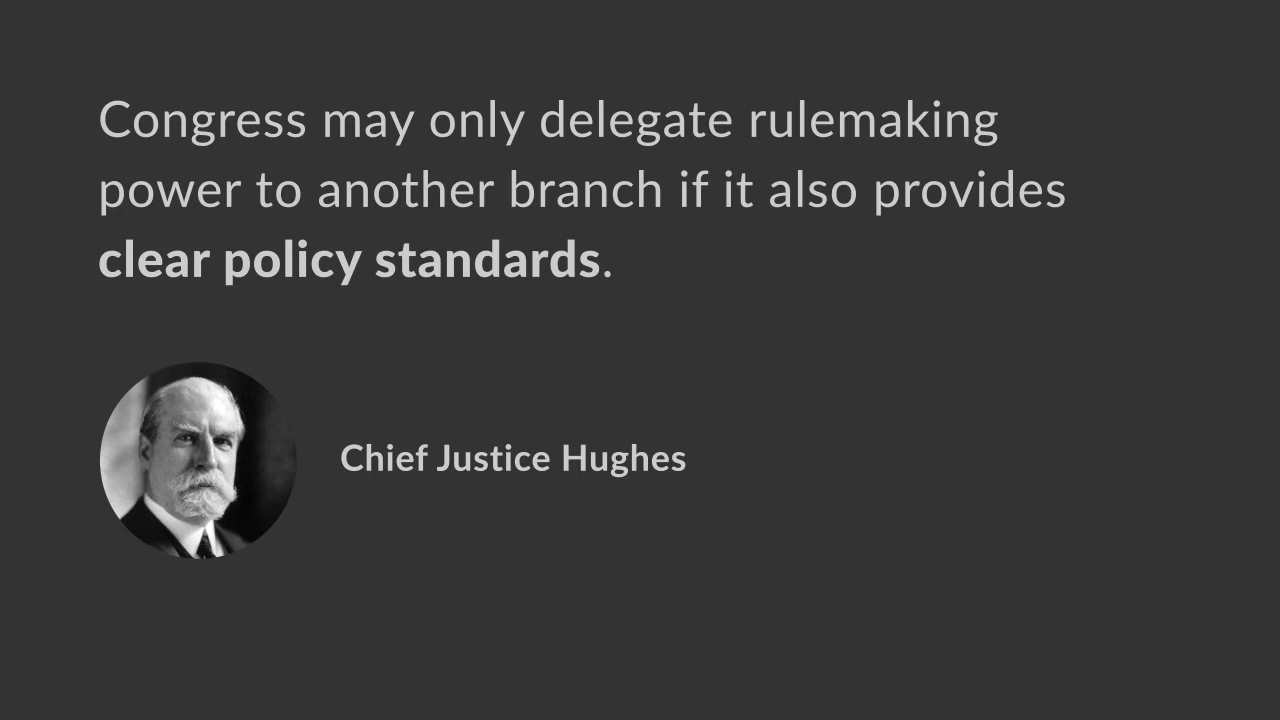 Congress may only delegate rulemaking
power to another branch if it also provides
clear policy standards.
Chief Justice Hughes